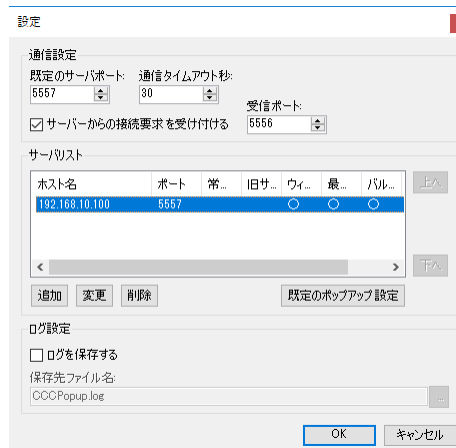 設定
通信設定
既定のサーバポート: 通信タイムアウト秒:
5557 30
受信ポート:
サーバーからの接続要求を受け付ける 5556
サーバリスト
ホスト名 ポート 常... 旧サ... ウィ... 最... バル...
192.168.10.100 5557 ○ ○ ○
上へ
下へ
追加 変更 削除 既定のポップアップ設定
ログ設定
ログを保存する
保存先ファイル名:
CCCPopup.log ...
OK キャンセル